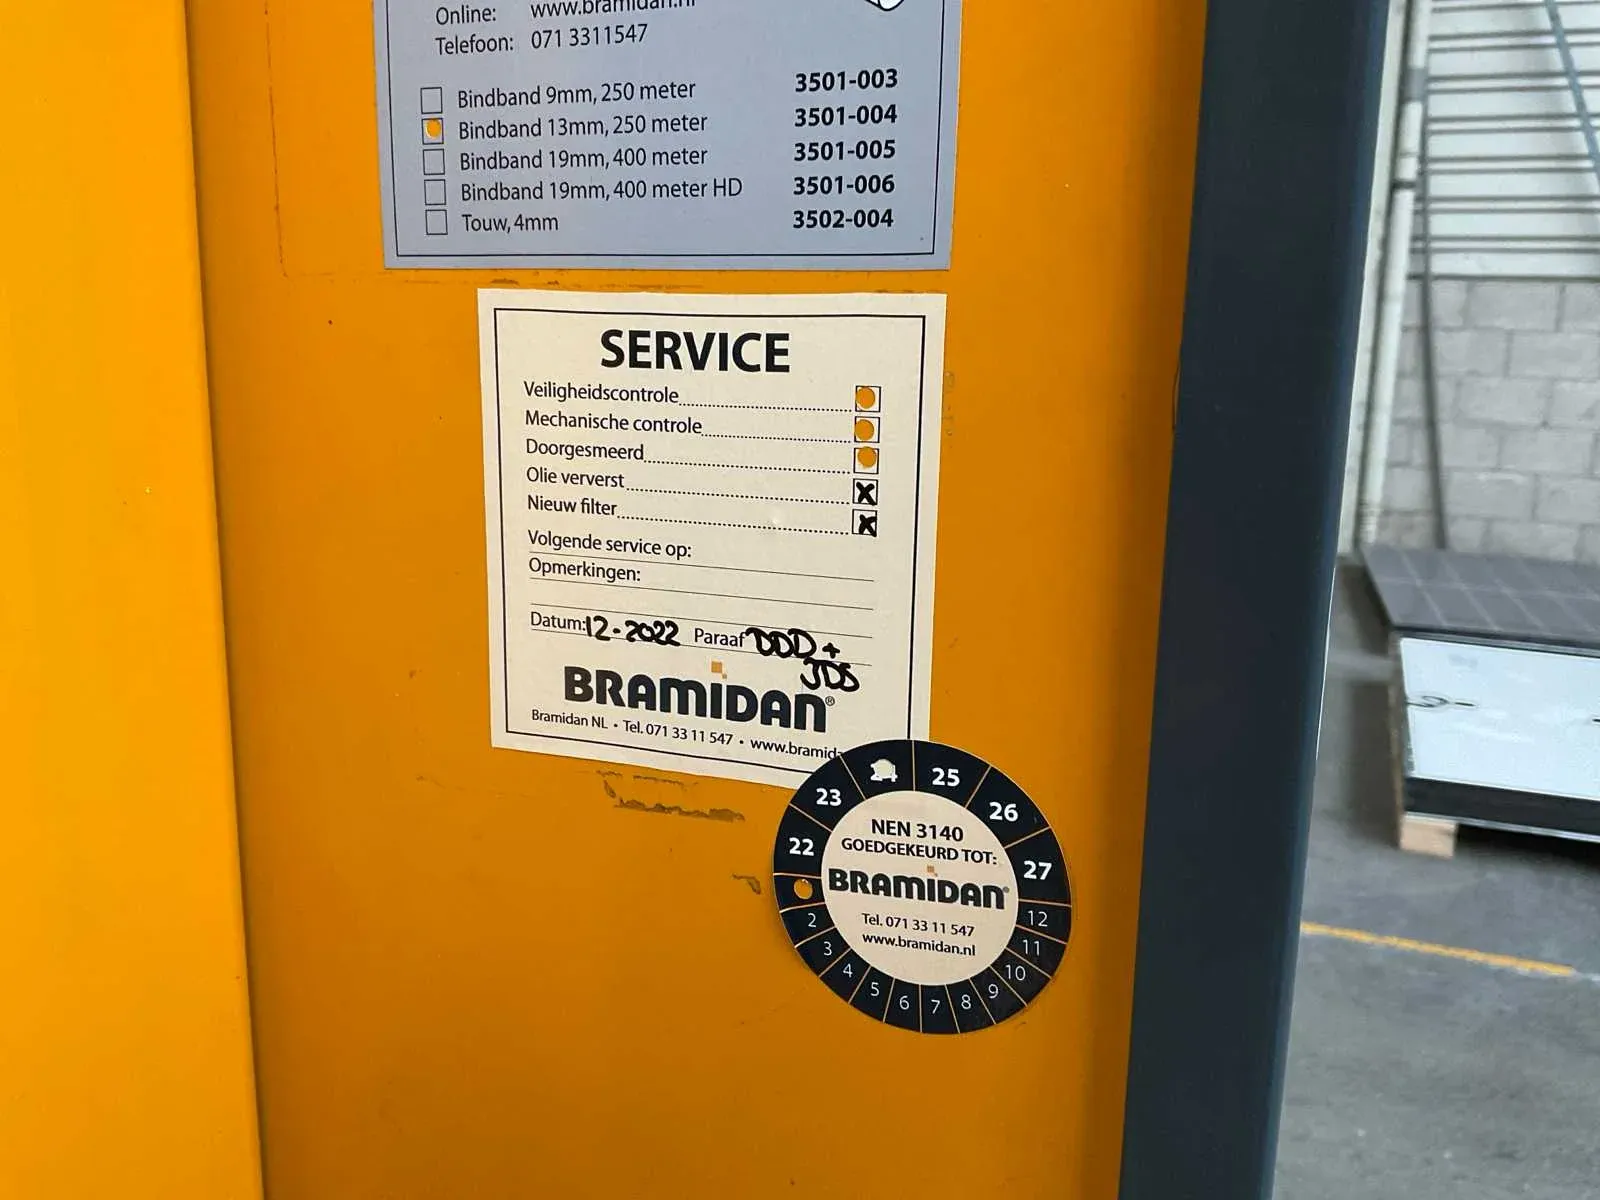 Online: www.bramidan.nl
Telefoon: 071 3311547
Bindband 9mm, 250 meter 3501-003
Bindband 13mm, 250 meter 3501-004
Bindband 19mm, 400 meter 3501-005
Bindband 19mm, 400 meter HD 3501-006
Touw, 4mm 3502-004
SERVICE
Veiligheidscontrole
Mechanische controle
Doorgesmeerd
Olie ververst X
Nieuw filter X
Volgende service op:
Opmerkingen:
Datum: 12-2022 Paraaf DDD +
JDS
BRAMIDAN®
Bramidan NL • Tel. 071 33 11 547 • www.bramid
22 23 24 25 26 27
NEN 3140
GOEDGEKEURD TOT:
BRAMIDAN®
Tel. 071 33 11 547
www.bramidan.nl
2 3 4 5 6 7 8 9 10 11 12